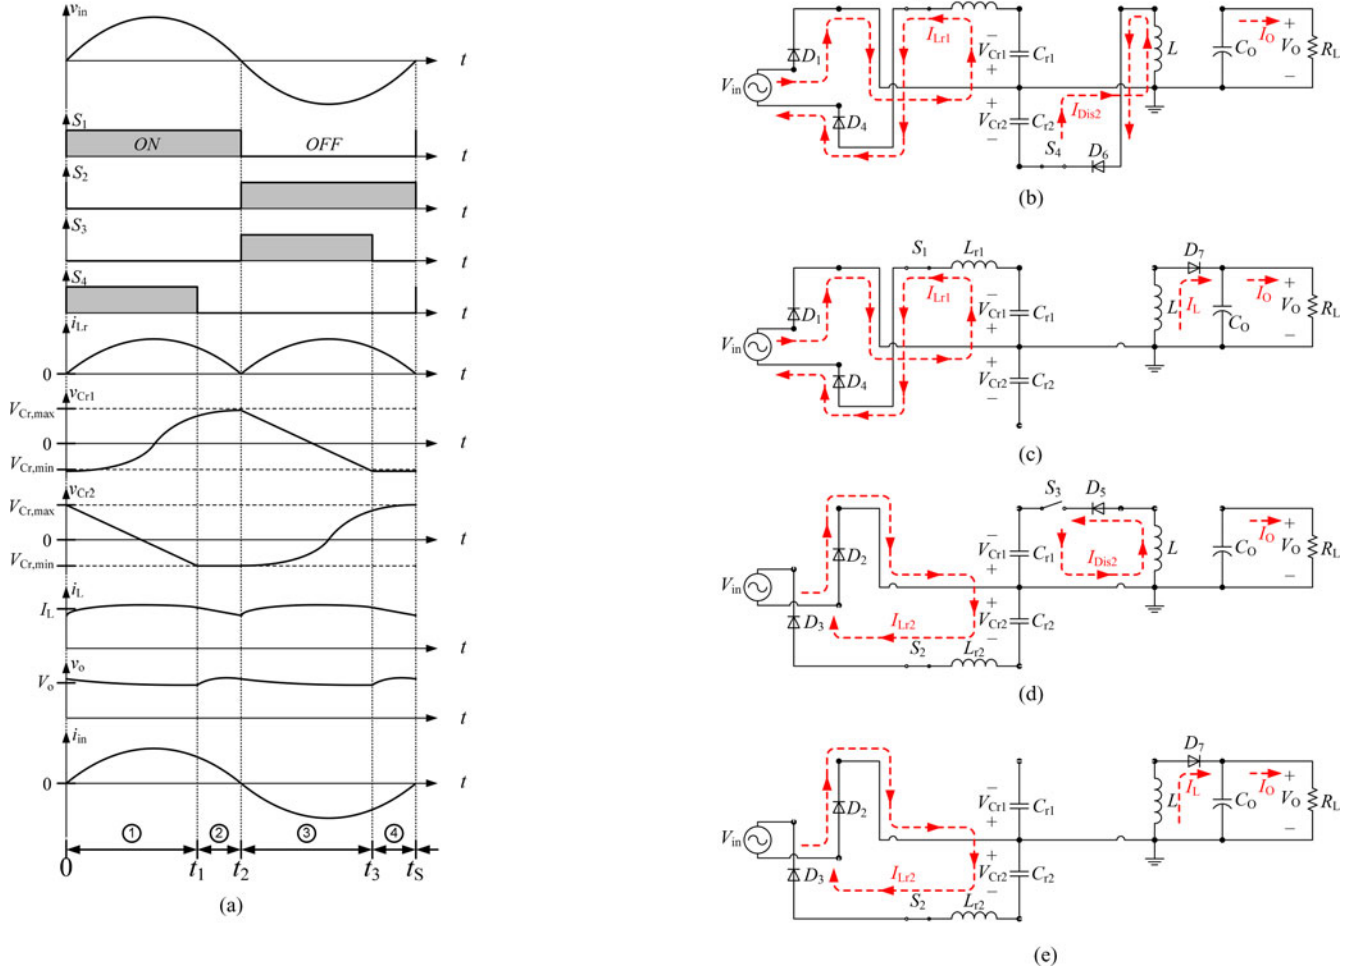 v_in
t
S_1
ON
OFF
t
S_2
t
S_3
t
S_4
t
i_Lr
0
t
v_Cr1
V_Cr,max
0
t
V_Cr,min
v_Cr2
V_Cr,max
0
t
V_Cr,min
i_L
I_L
t
v_o
V_o
t
i_in
0
t
① ② ③ ④
0 t_1 t_2 t_3 t_S
(a)
D_1
V_in
D_4
I_Lr1
−
V_Cr1
+
C_r1
+
V_Cr2
−
C_r2
I_Dis2
S_4
D_6
L
C_O
I_O
+
V_O
−
R_L
(b)
S_1
L_r1
D_1
V_in
D_4
I_Lr1
−
V_Cr1
+
C_r1
+
V_Cr2
−
C_r2
D_7
L
I_L
C_O
I_O
+
V_O
−
R_L
(c)
S_3
D_5
V_in
D_2
D_3
I_Lr2
S_2
L_r2
−
V_Cr1
+
C_r1
+
V_Cr2
−
C_r2
I_Dis2
L
C_O
I_O
+
V_O
−
R_L
(d)
D_7
V_in
D_2
D_3
I_Lr2
S_2
L_r2
−
V_Cr1
+
C_r1
+
V_Cr2
−
C_r2
L
I_L
C_O
I_O
+
V_O
−
R_L
(e)